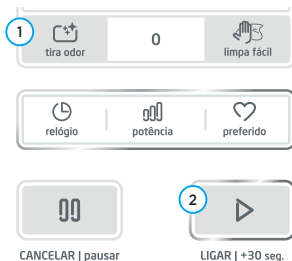 1
tira odor
0
limpa fácil
relógio
potência
preferido
2
CANCELAR | pausar
LIGAR | +30 seg.